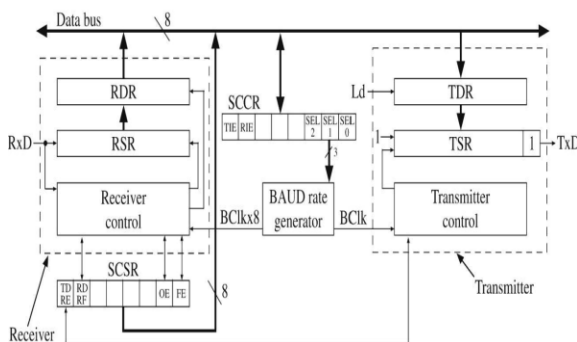 Data bus
8
RDR
Ld
TDR
SCCR
TIE RIE SEL 2 SEL 1 SEL 0
RxD
RSR
1
TSR
1
TxD
3
Receiver control
BClkx8
BAUD rate generator
BClk
Transmitter control
SCSR
TD RE RD RF OE FE
8
Receiver
Transmitter